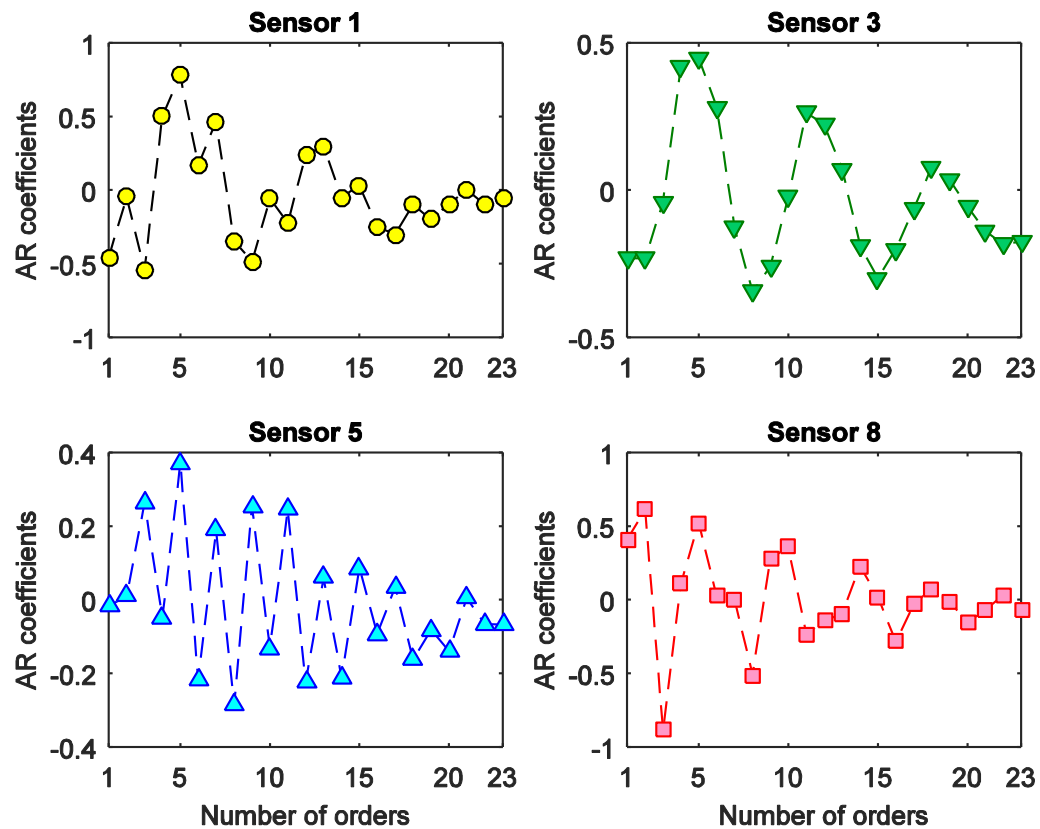 Sensor 1
1
0.5
0
-0.5
-1
AR coefficients
1 5 10 15 20 23
Sensor 3
0.5
0
-0.5
AR coefficients
1 5 10 15 20 23
Sensor 5
0.4
0.2
0
-0.2
-0.4
AR coefficients
1 5 10 15 20 23
Number of orders
Sensor 8
1
0.5
0
-0.5
-1
AR coefficients
1 5 10 15 20 23
Number of orders